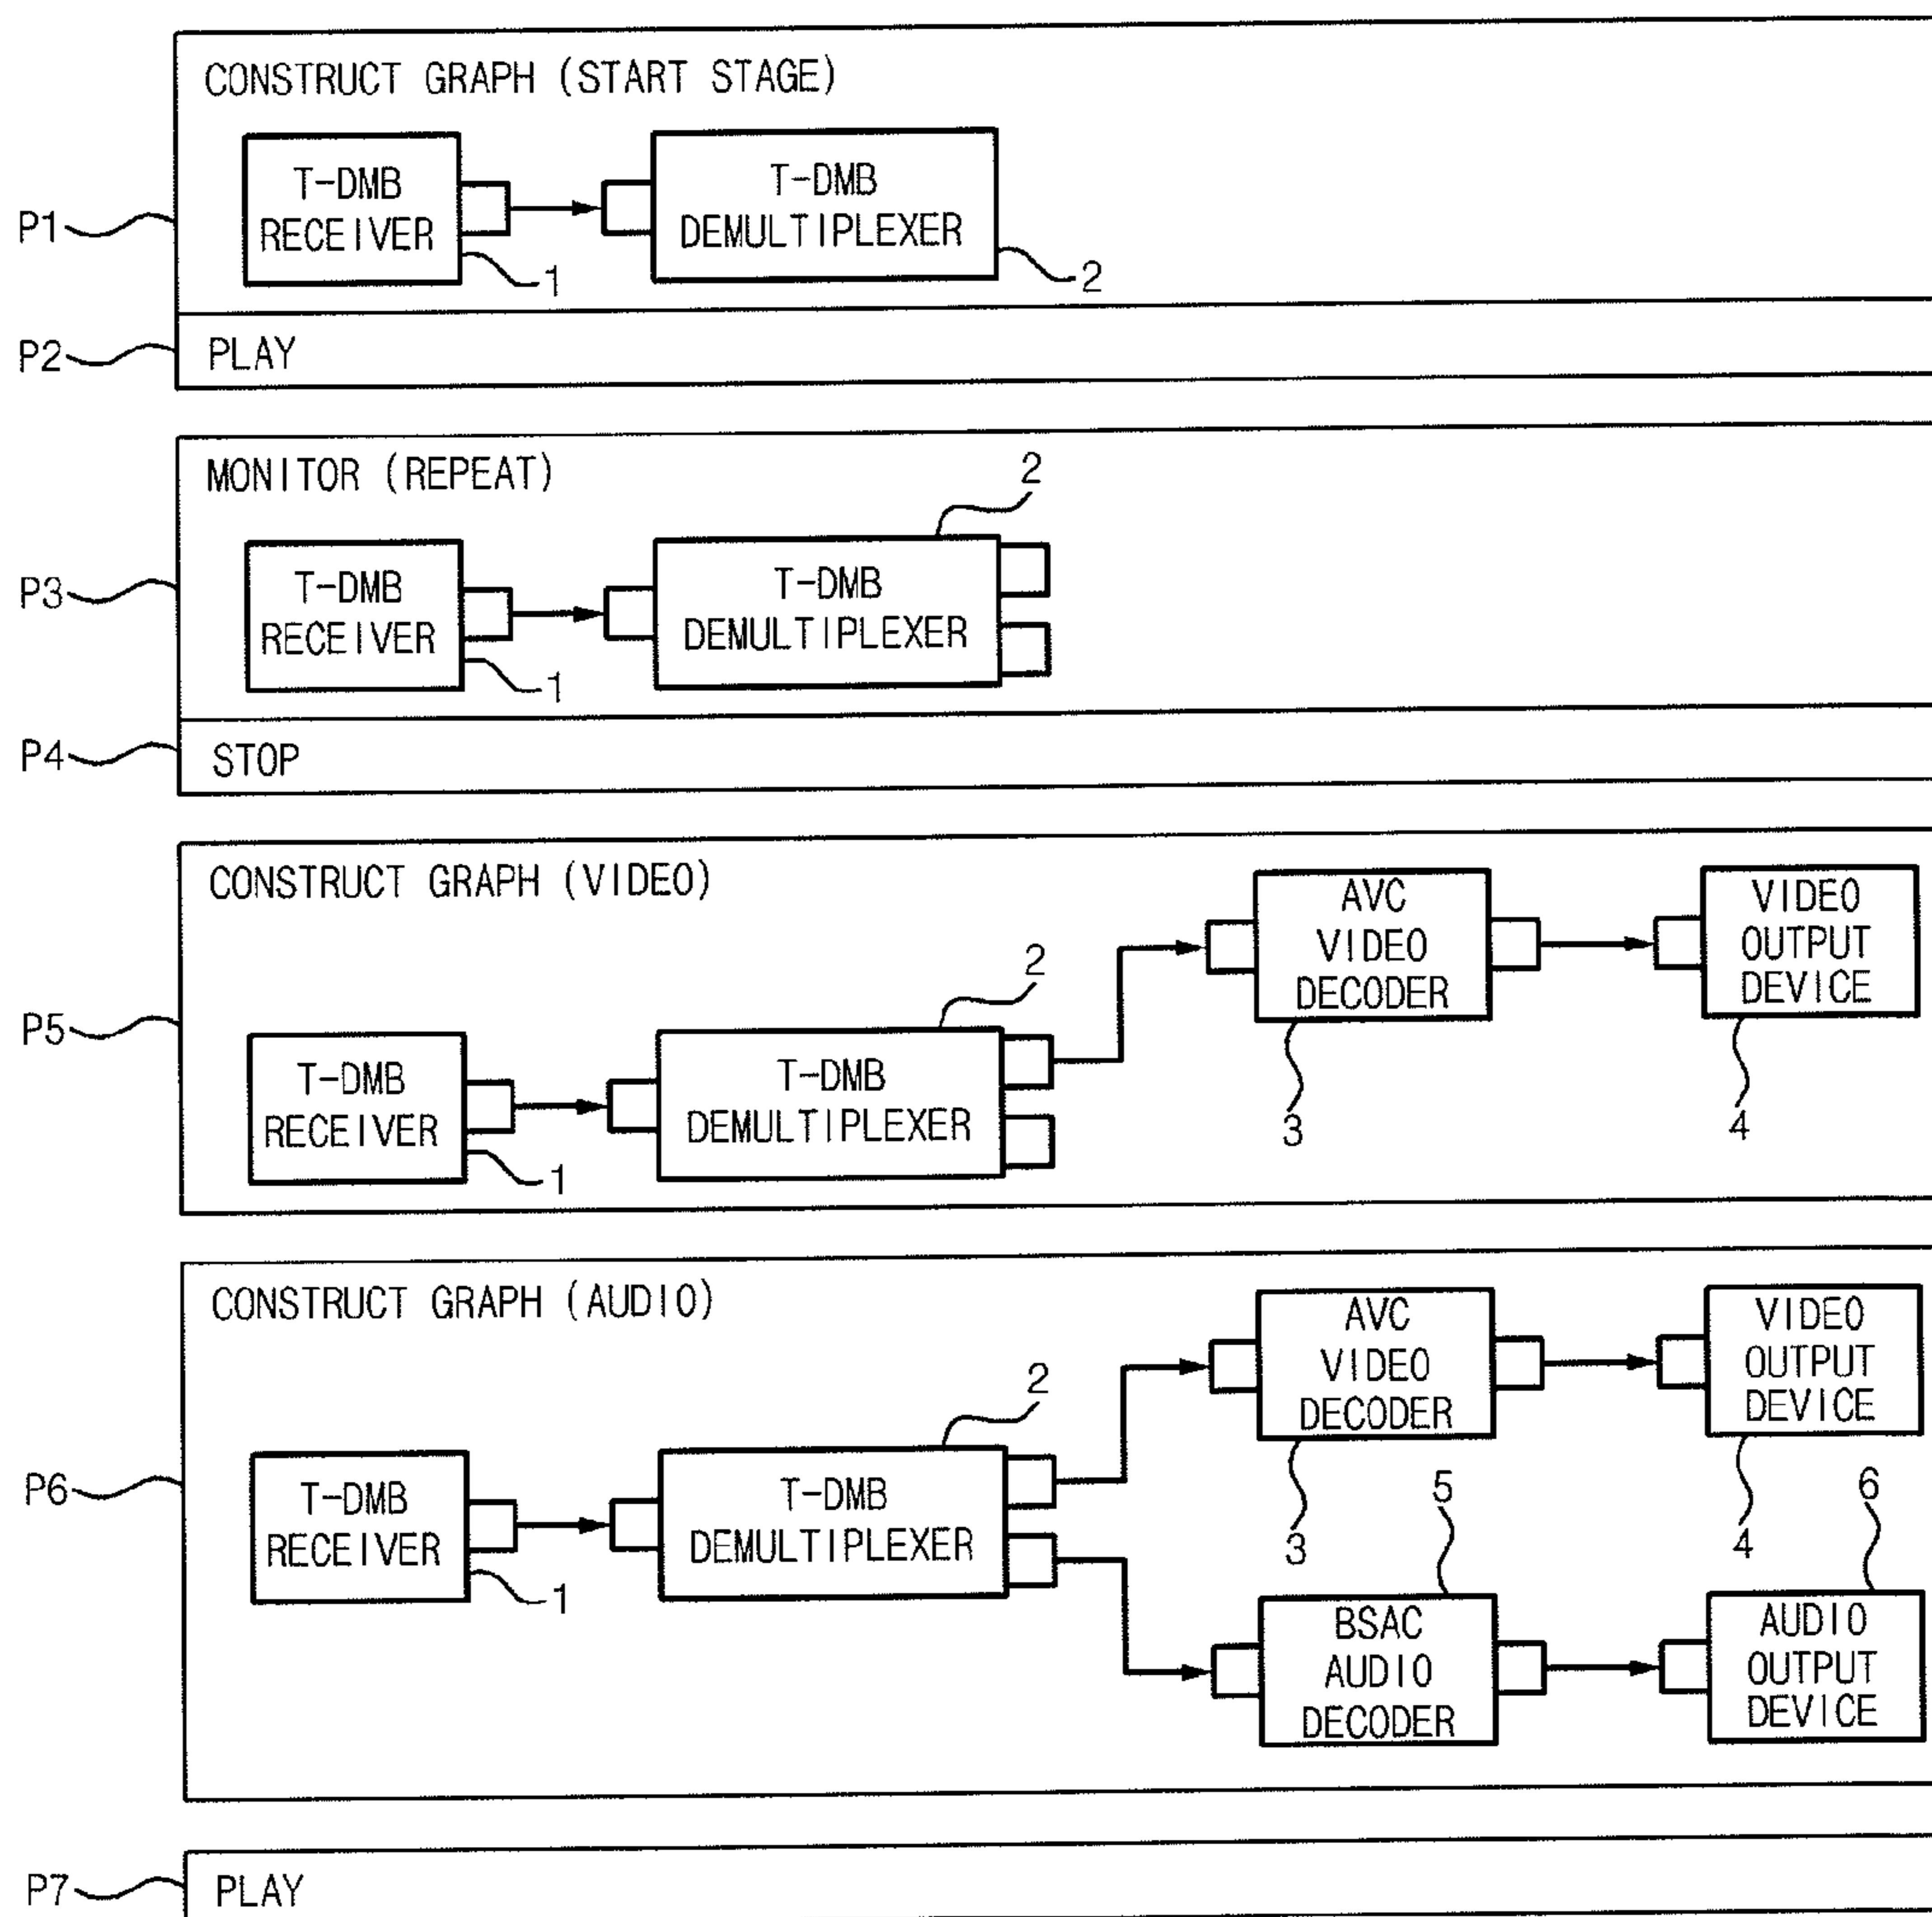 CONSTRUCT GRAPH (START STAGE)
T-DMB
RECEIVER
T-DMB
DEMULTIPLEXER
P1
1
2
P2
PLAY
MONITOR (REPEAT)
2
T-DMB
RECEIVER
T-DMB
DEMULTIPLEXER
P3
1
P4
STOP
CONSTRUCT GRAPH (VIDEO)
AVC
VIDEO
DECODER
VIDEO
OUTPUT
DEVICE
2
P5
T-DMB
RECEIVER
T-DMB
DEMULTIPLEXER
3
4
1
CONSTRUCT GRAPH (AUDIO)
AVC
VIDEO
DECODER
VIDEO
OUTPUT
DEVICE
2
P6
T-DMB
RECEIVER
T-DMB
DEMULTIPLEXER
3
5
4
6
1
BSAC
AUDIO
DECODER
AUDIO
OUTPUT
DEVICE
P7
PLAY